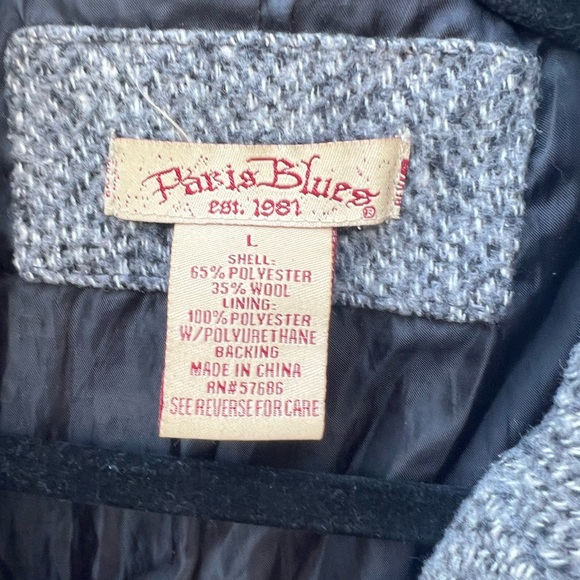 Paris Blues
est. 1981 ®
L
SHELL:
65% POLYESTER
35% WOOL
LINING:
100% POLYESTER
W/POLYURETHANE
BACKING
MADE IN CHINA
RN#57686
SEE REVERSE FOR CARE